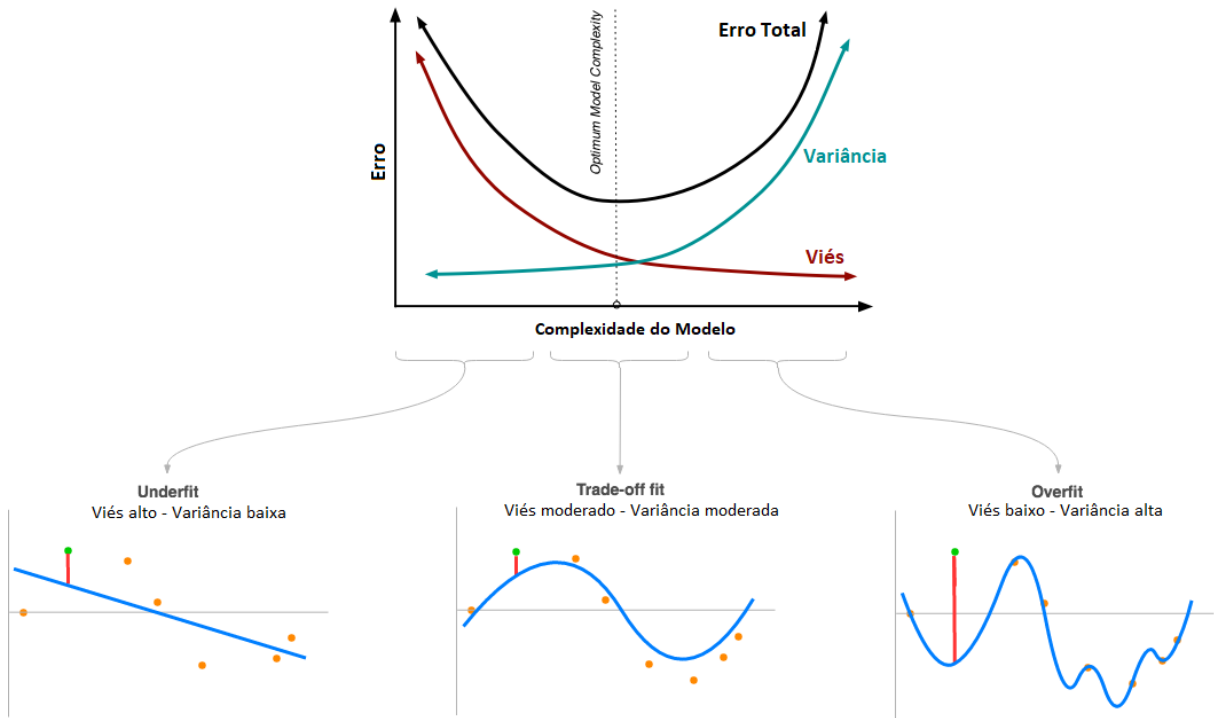 Erro Total
Optimum Model Complexity
Variância
Erro
Viés
Complexidade do Modelo
Underfit
Viés alto - Variância baixa
Trade-off fit
Viés moderado - Variância moderada
Overfit
Viés baixo - Variância alta